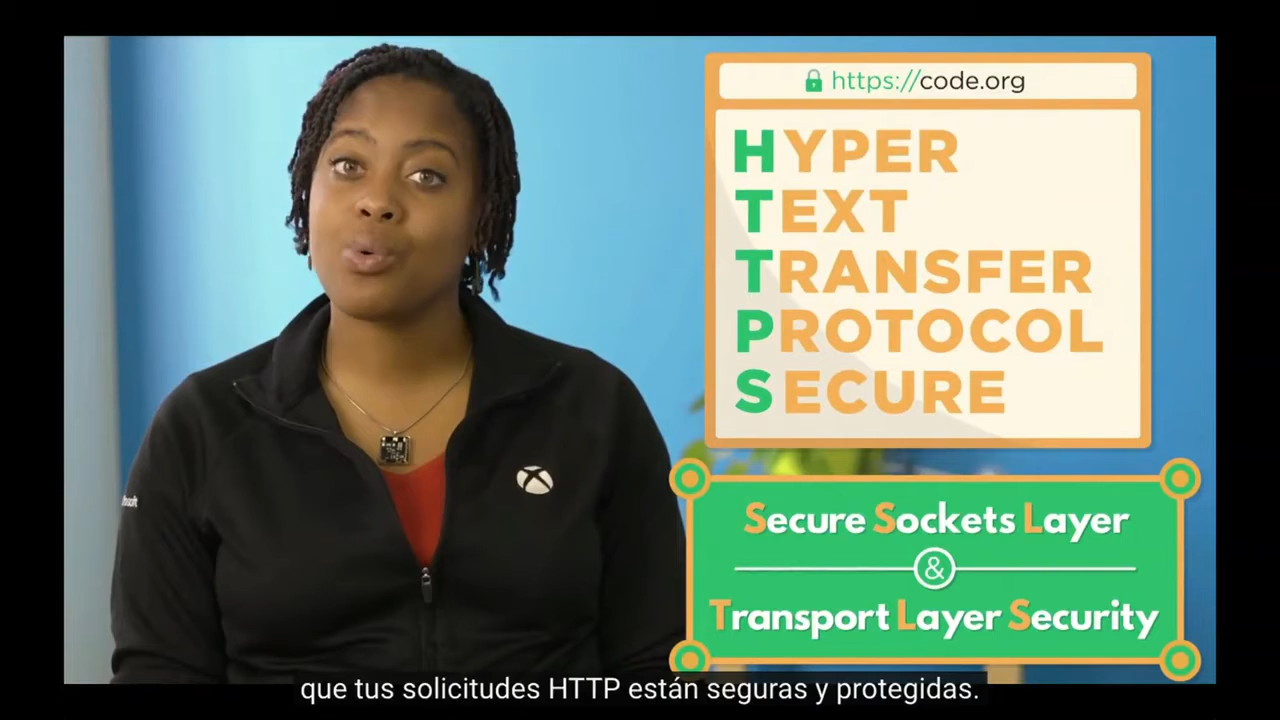 https://code.org
HYPER
TEXT
TRANSFER
PROTOCOL
SECURE
Secure Sockets Layer
&
Transport Layer Security
que tus solicitudes HTTP están seguras y protegidas.